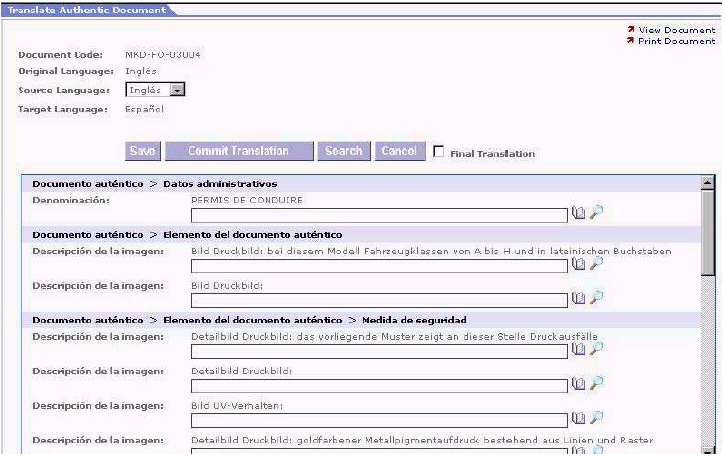 Translate Authentic Document
View Document
Print Document
Document Code: MKD-FO-03004
Original Language: Inglés
Source Language: Inglés
Target Language: Español
Save Commit Translation Search Cancel Final Translation
Documento auténtico > Datos administrativos
Denominación: PERMIS DE CONDUIRE
Documento auténtico > Elemento del documento auténtico
Descripción de la imagen: Bild Druckbild: bei diesem Modell Fahrzeugklassen von A bis H und in lateinischen Buchstaben
Descripción de la imagen: Bild Druckbild:
Documento auténtico > Elemento del documento auténtico > Medida de seguridad
Descripción de la imagen: Detailbild Druckbild: das vorliegende Muster zeigt an dieser Stelle Druckausfälle
Descripción de la imagen: Detailbild Druckbild:
Descripción de la imagen: Bild UV-Verhalten:
Descripción de la imagen: Detailbild Druckbild: goldfarbener Metallpigmentaufdruck bestehend aus Linien und Raster